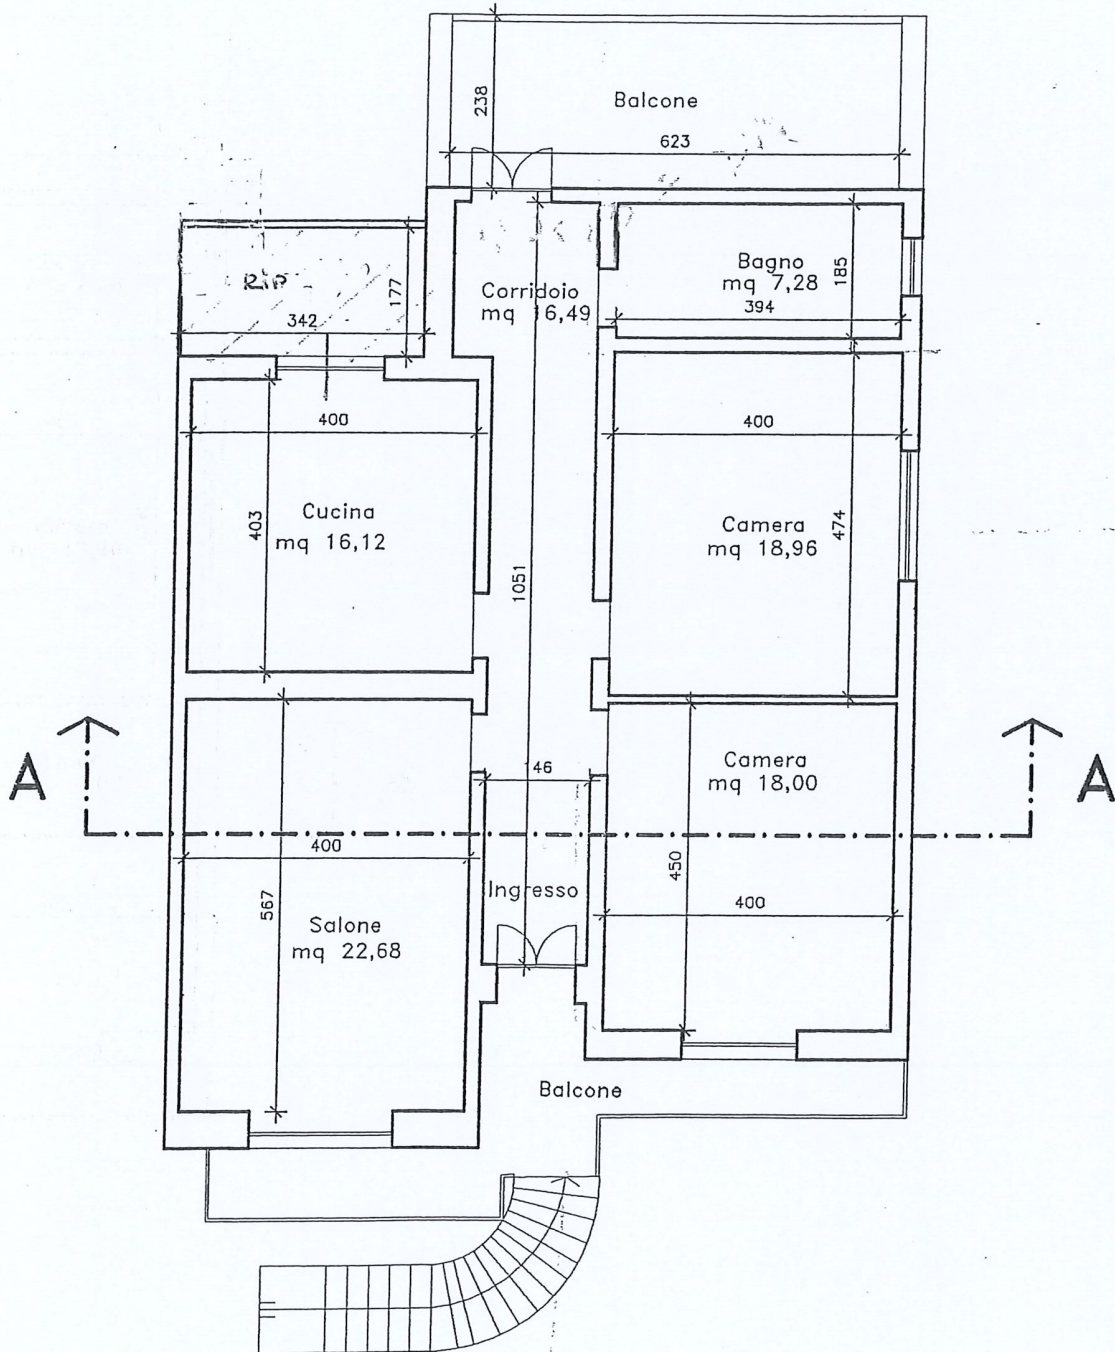 238
Balcone
623
RIP
177
342
Corridoio
mq 16,49
Bagno
mq 7,28
185
394
400
400
403
Cucina
mq 16,12
1051
Camera
mq 18,96
474
A
46
Camera
mq 18,00
A
400
567
Salone
mq 22,68
Ingresso
450
400
Balcone